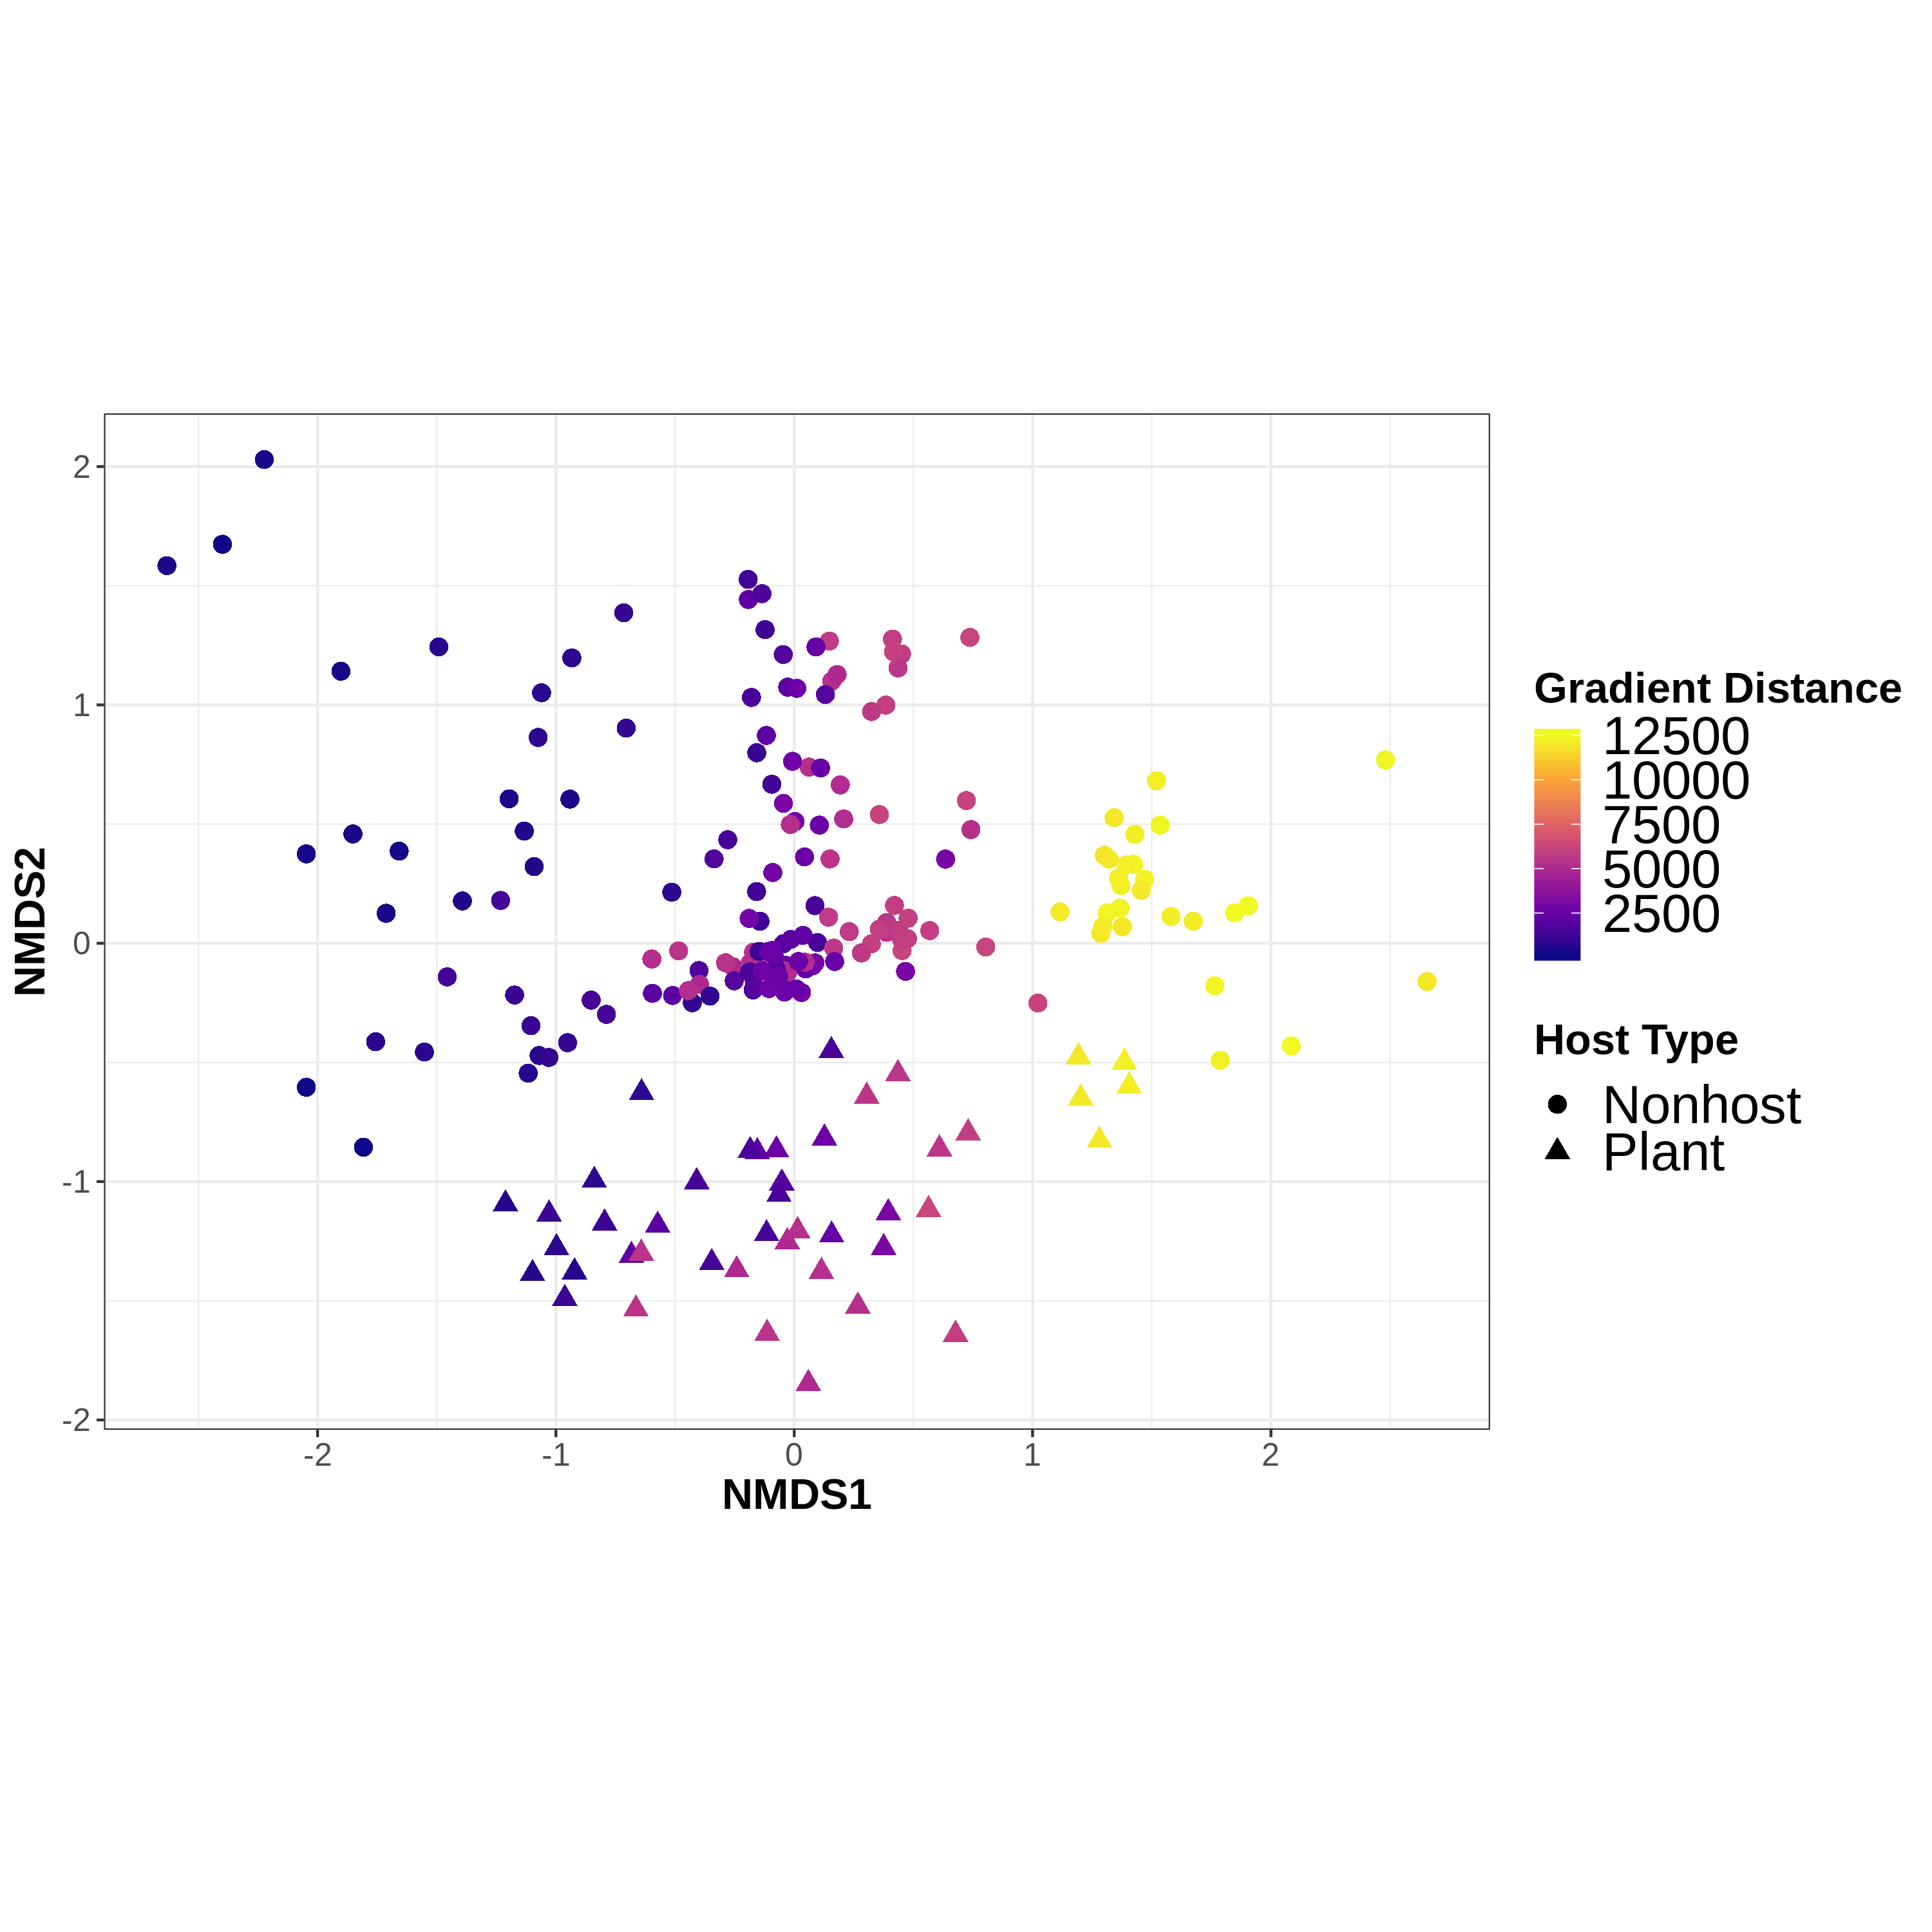 2
1
0
-1
-2
NMDS2
-2
-1
0
1
2
NMDS1
Gradient Distance
12500
10000
7500
5000
2500
Host Type
Nonhost
Plant